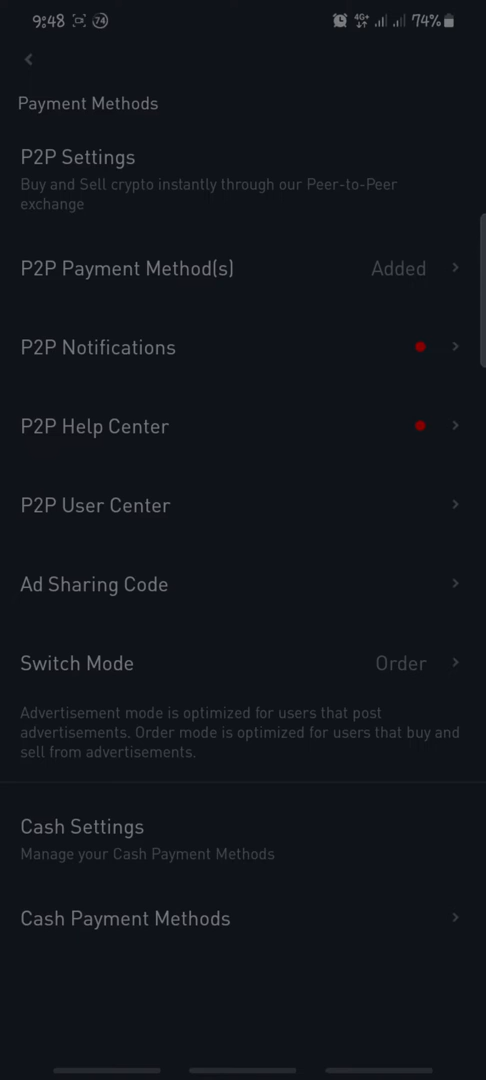 9:48 74 4G+ 74%
Payment Methods
P2P Settings
Buy and Sell crypto instantly through our Peer-to-Peer
exchange
P2P Payment Method(s) Added
P2P Notifications
P2P Help Center
P2P User Center
Ad Sharing Code
Switch Mode Order
Advertisement mode is optimized for users that post
advertisements. Order mode is optimized for users that buy and
sell from advertisements.
Cash Settings
Manage your Cash Payment Methods
Cash Payment Methods